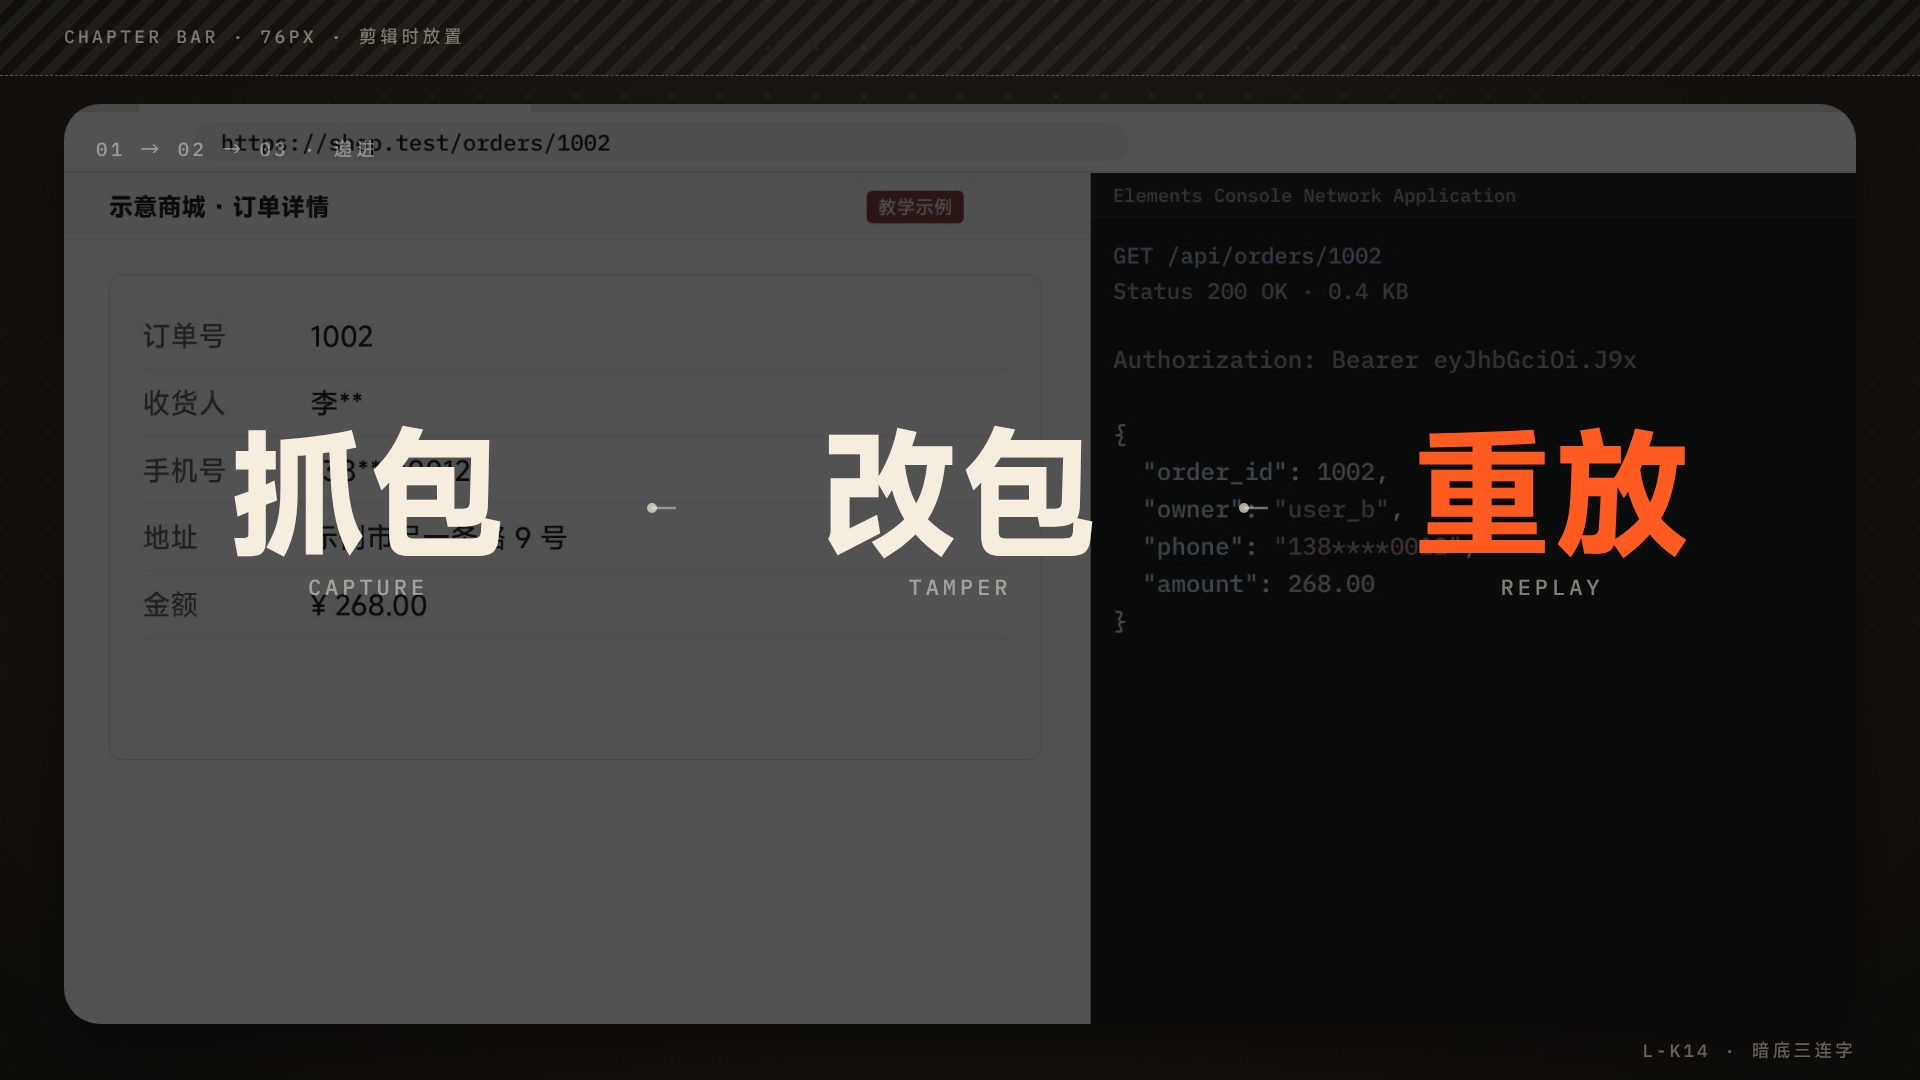 CHAPTER BAR · 76PX · 剪辑时放置
01 → 02 → 03 · 递进
https://shop.test/orders/1002
示意商城 · 订单详情
教学示例
订单号 1002
收货人 李**
手机号
地址 9 号
金额 ¥ 268.00
抓包
CAPTURE
改包
TAMPER
重放
REPLAY
Elements Console Network Application
GET /api/orders/1002
Status 200 OK · 0.4 KB
Authorization: Bearer eyJhbGciOi.J9x
{
"order_id": 1002,
"owner": "user_b",
"phone": "138****0012",
"amount": 268.00
}
L-K14 · 暗底三连字